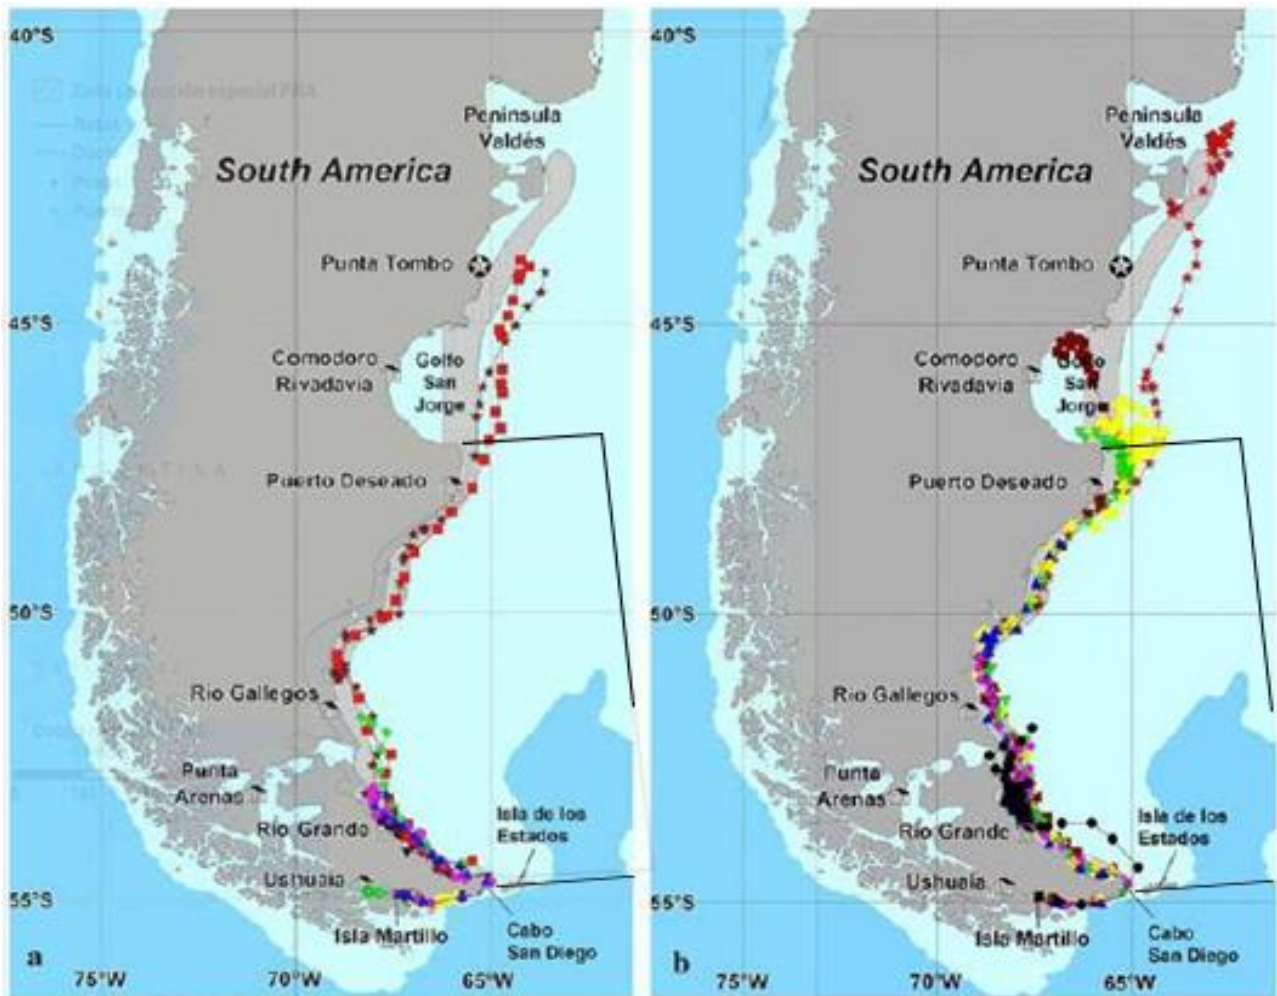 40°S
Peninsula
Valdés
South America
Punta Tombo
45°S
Comodoro
Rivadavia
Golfo
San
Jorge
Puerto Deseado
50°S
Rio Gallegos
Punta
Arenas
Rio Grande
Isla de los
Estados
Ushuaia
55°S
Isla Martillo
Cabo
San Diego
a
75°W
70°W
65°W
40°S
Peninsula
Valdés
South America
Punta Tombo
45°S
Comodoro
Rivadavia
Golfo
San
Jorge
Puerto Deseado
50°S
Rio Gallegos
Punta
Arenas
Rio Grande
Isla de los
Estados
Ushuaia
55°S
Isla Martillo
Cabo
San Diego
b
75°W
70°W
65°W